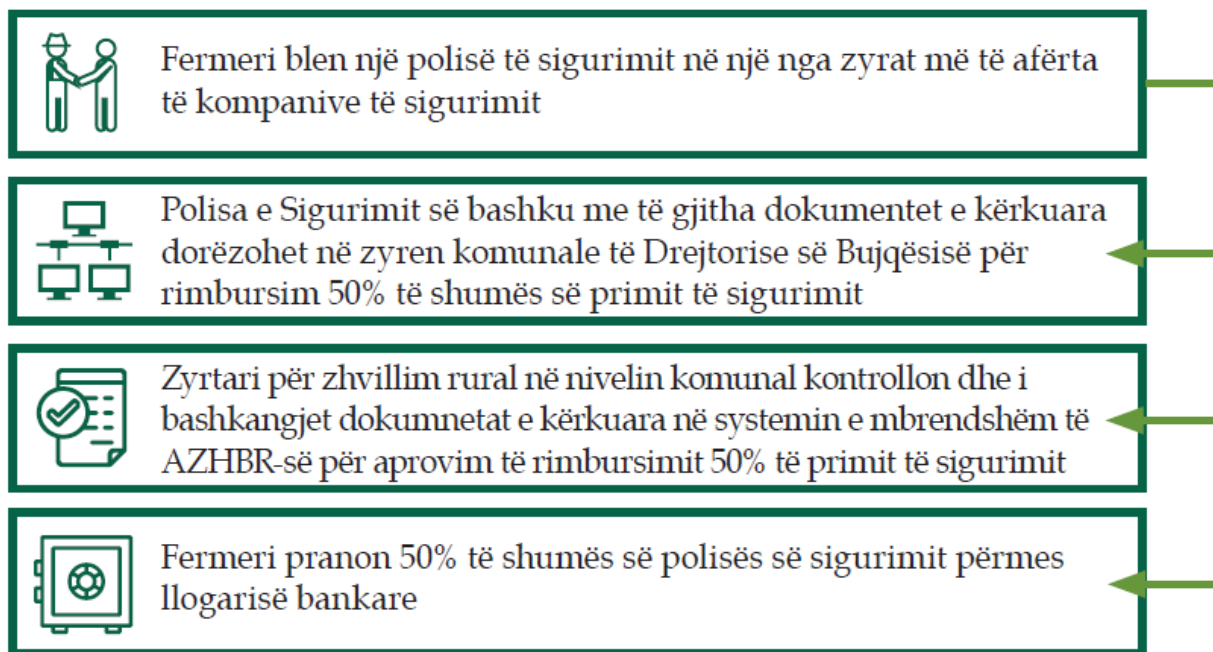 Fermeri blen një polisë të sigurimit në një nga zyrat më të afërta
të kompanive të sigurimit
Polisa e Sigurimit së bashku me të gjitha dokumentet e kërkuara
dorëzohet në zyren komunale të Drejtorise së Bujqësisë për
rimbursim 50% të shumës së primit të sigurimit
Zyrtari për zhvillim rural në nivelin komunal kontrollon dhe i
bashkangjet dokumnetat e kërkuara në systemin e mbrendshëm të
AZHBR-së për aprovim të rimbursimit 50% të primit të sigurimit
Fermeri pranon 50% të shumës së polisës së sigurimit përmes
llogarisë bankare